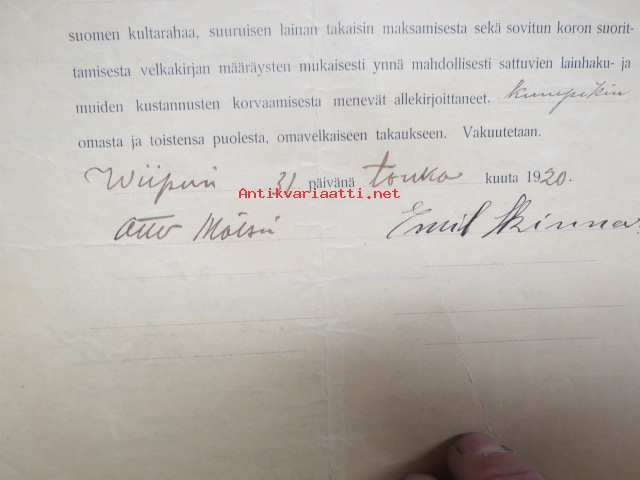 suomen kultarahaa, suuruisen lainan takaisin maksamisesta sekä sovitun koron suorit-
tamisesta velkakirjan määräysten mukaisesti ynnä mahdollisesti sattuvien lainhaku- ja
muiden kustannusten korvaamisesta menevät allekirjoittaneet, kumpikin
omasta ja toistensa puolesta, omavelkaiseen takaukseen. Vakuutetaan.
Wiipuri 31 päivänä touko kuuta 1920.
Antikvariaatti.net
Otto Emil